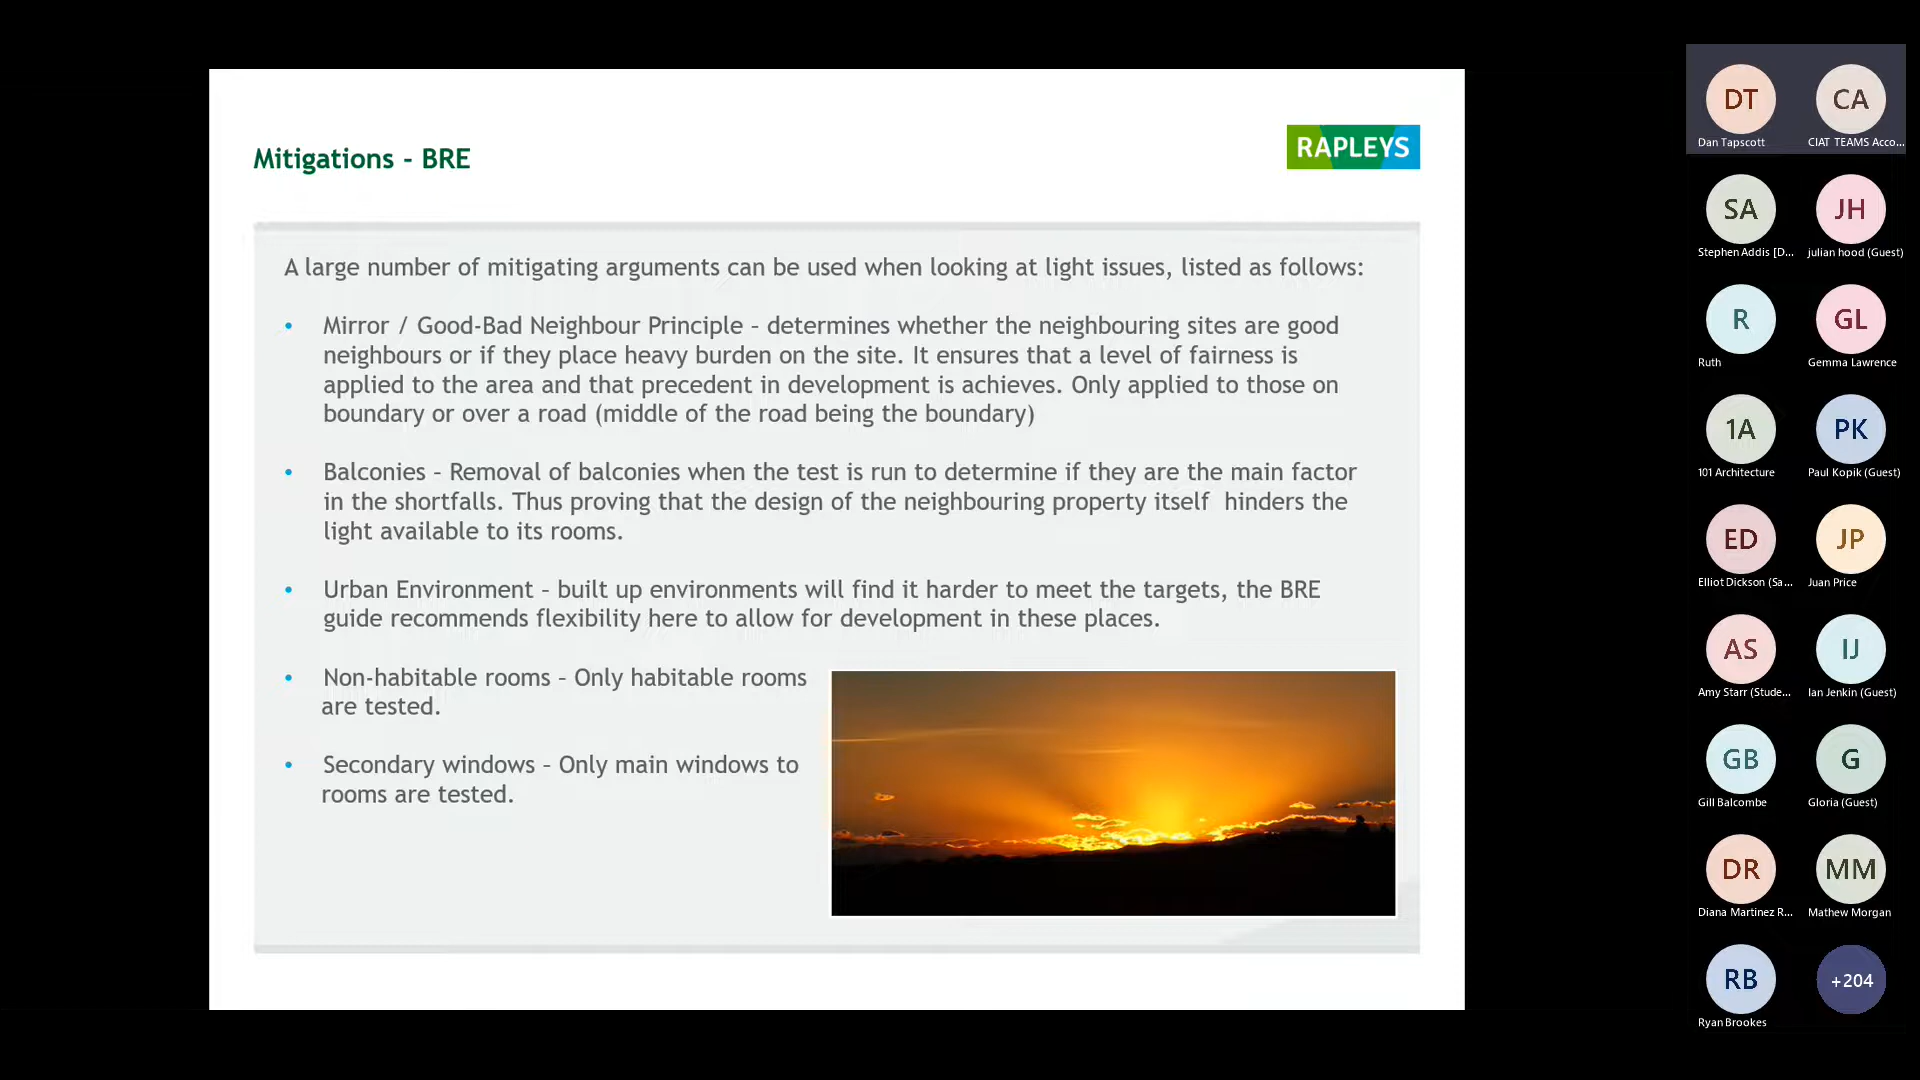 Mitigations - BRE
RAPLEYS
A large number of mitigating arguments can be used when looking at light issues, listed as follows:
• Mirror / Good-Bad Neighbour Principle – determines whether the neighbouring sites are good
neighbours or if they place heavy burden on the site. It ensures that a level of fairness is
applied to the area and that precedent in development is achieves. Only applied to those on
boundary or over a road (middle of the road being the boundary)
• Balconies – Removal of balconies when the test is run to determine if they are the main factor
in the shortfalls. Thus proving that the design of the neighbouring property itself hinders the
light available to its rooms.
• Urban Environment – built up environments will find it harder to meet the targets, the BRE
guide recommends flexibility here to allow for development in these places.
• Non-habitable rooms – Only habitable rooms
are tested.
• Secondary windows – Only main windows to
rooms are tested.
DT
Dan Tapscott
CA
CIAT TEAMS Acco...
SA
Stephen Addis [D...
JH
julian hood (Guest)
R
Ruth
GL
Gemma Lawrence
1A
101 Architecture
PK
Paul Kopik (Guest)
ED
Elliot Dickson (Sa...
JP
Juan Price
AS
Amy Starr (Stude...
IJ
Ian Jenkin (Guest)
GB
Gill Balcombe
G
Gloria (Guest)
DR
Diana Martinez R...
MM
Mathew Morgan
RB
Ryan Brookes
+204